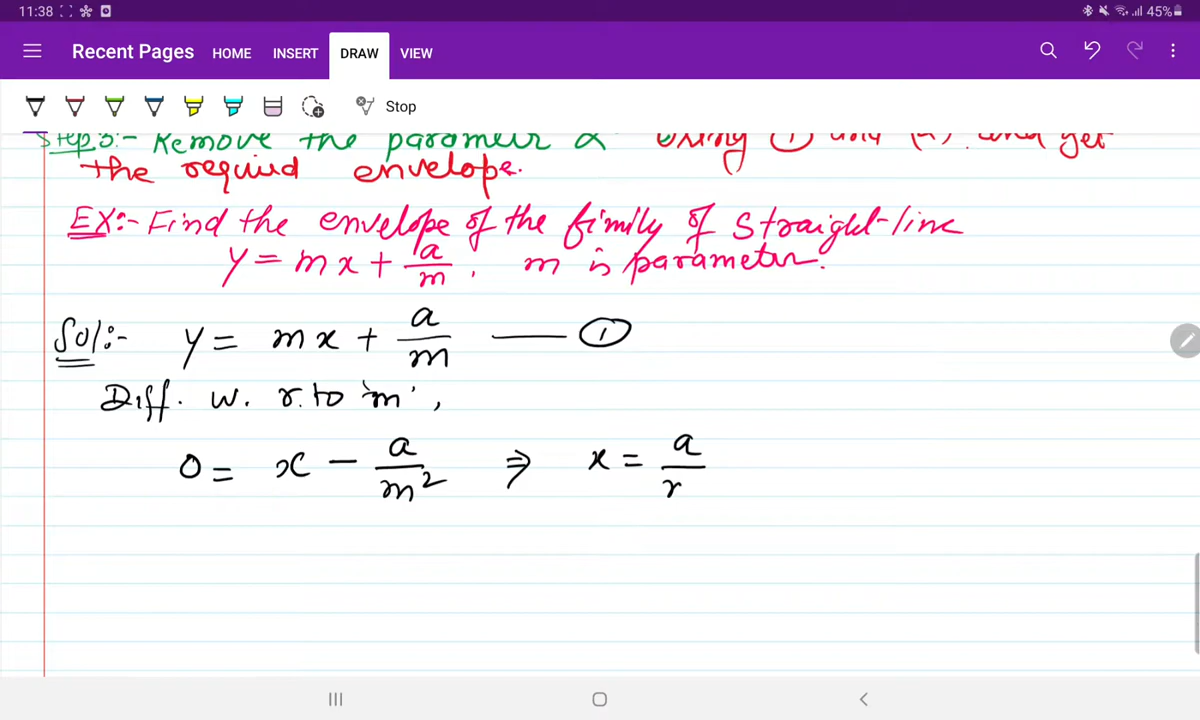 11:38 45%
Recent Pages HOME INSERT DRAW VIEW
Stop
Step 3:- Remove the parameter α using ① and (2). and get
the requied envelope.
EX:- Find the envelope of the fimily of straight-line
y = mx + a/m , m is parameter.
Sol:- y = mx + a/m —— ①
Diff. w. r. to 'm',
0 = x - a/m² ⇒ x = a/r